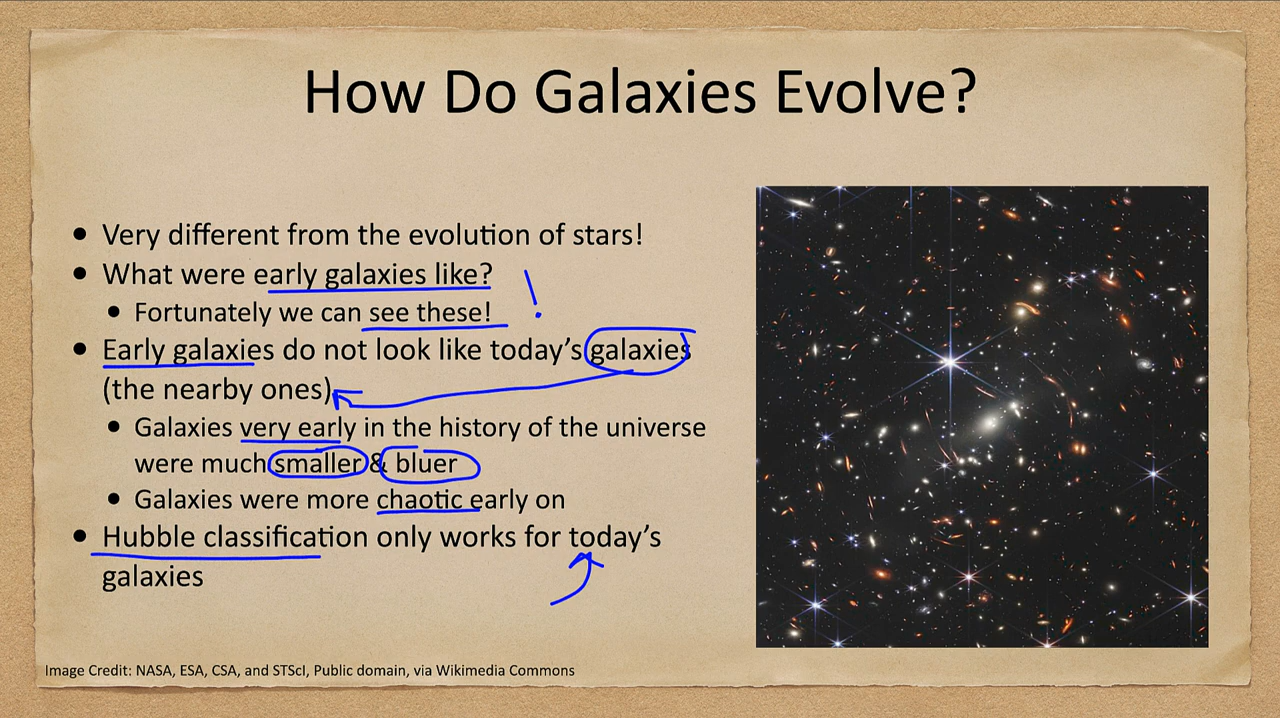 How Do Galaxies Evolve?
• Very different from the evolution of stars!
• What were early galaxies like?
• Fortunately we can see these! !
• Early galaxies do not look like today's galaxies
(the nearby ones)
• Galaxies very early in the history of the universe
were much smaller & bluer
• Galaxies were more chaotic early on
• Hubble classification only works for today's
galaxies
Image Credit: NASA, ESA, CSA, and STScI, Public domain, via Wikimedia Commons